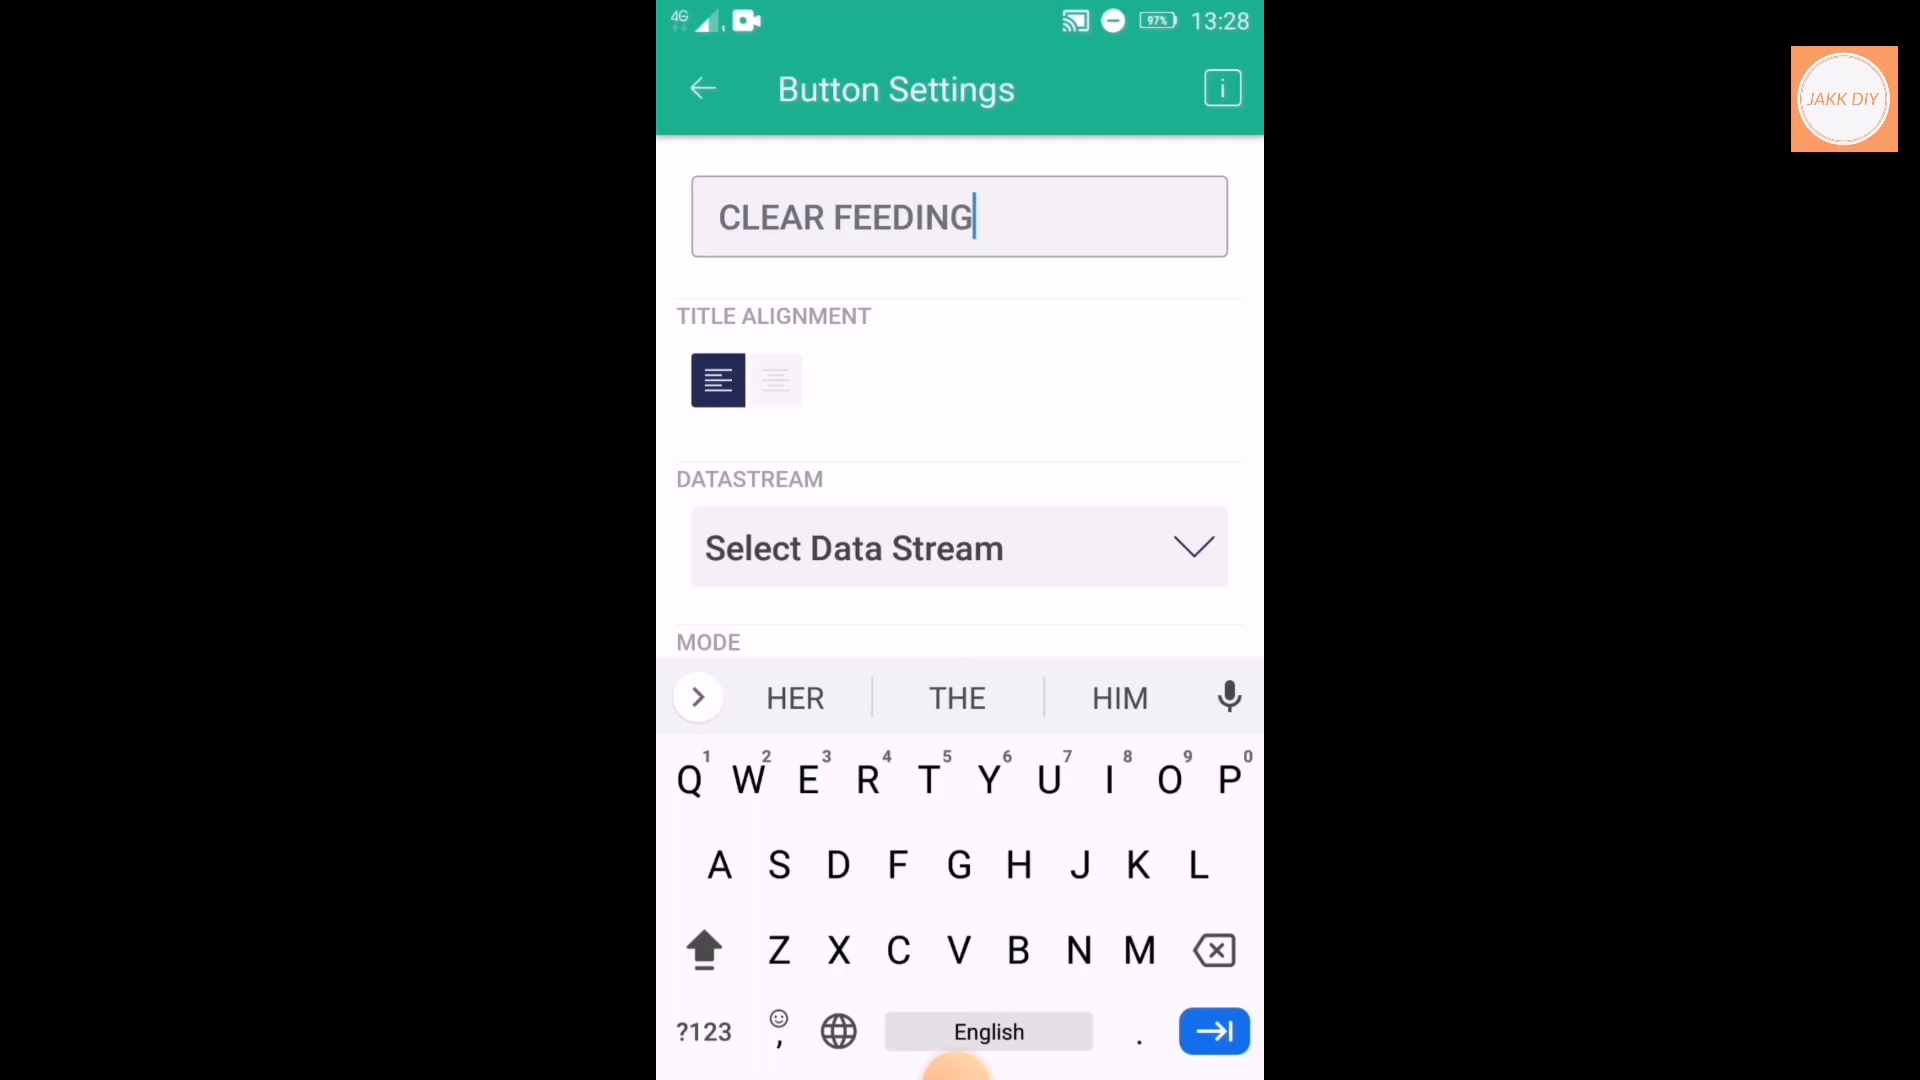 4G 97% 13:28
Button Settings i
JAKK DIY
CLEAR FEEDING
TITLE ALIGNMENT
DATASTREAM
Select Data Stream
MODE
HER THE HIM
1 2 3 4 5 6 7 8 9 0
Q W E R T Y U I O P
A S D F G H J K L
Z X C V B N M
?123 , English .